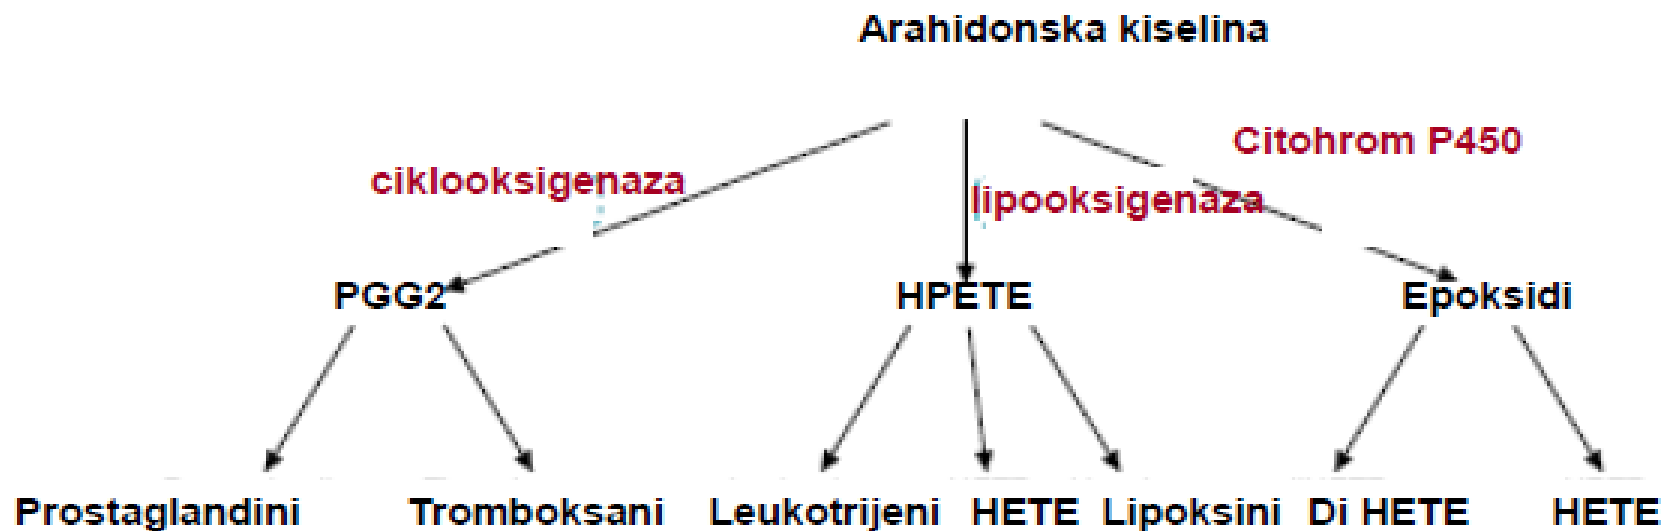 Arahidonska kiselina
Citohrom P450
ciklooksigenaza
lipooksigenaza
PGG2 HPETE Epoksidi
Prostaglandini Tromboksani Leukotrijeni HETE Lipoksini Di HETE HETE